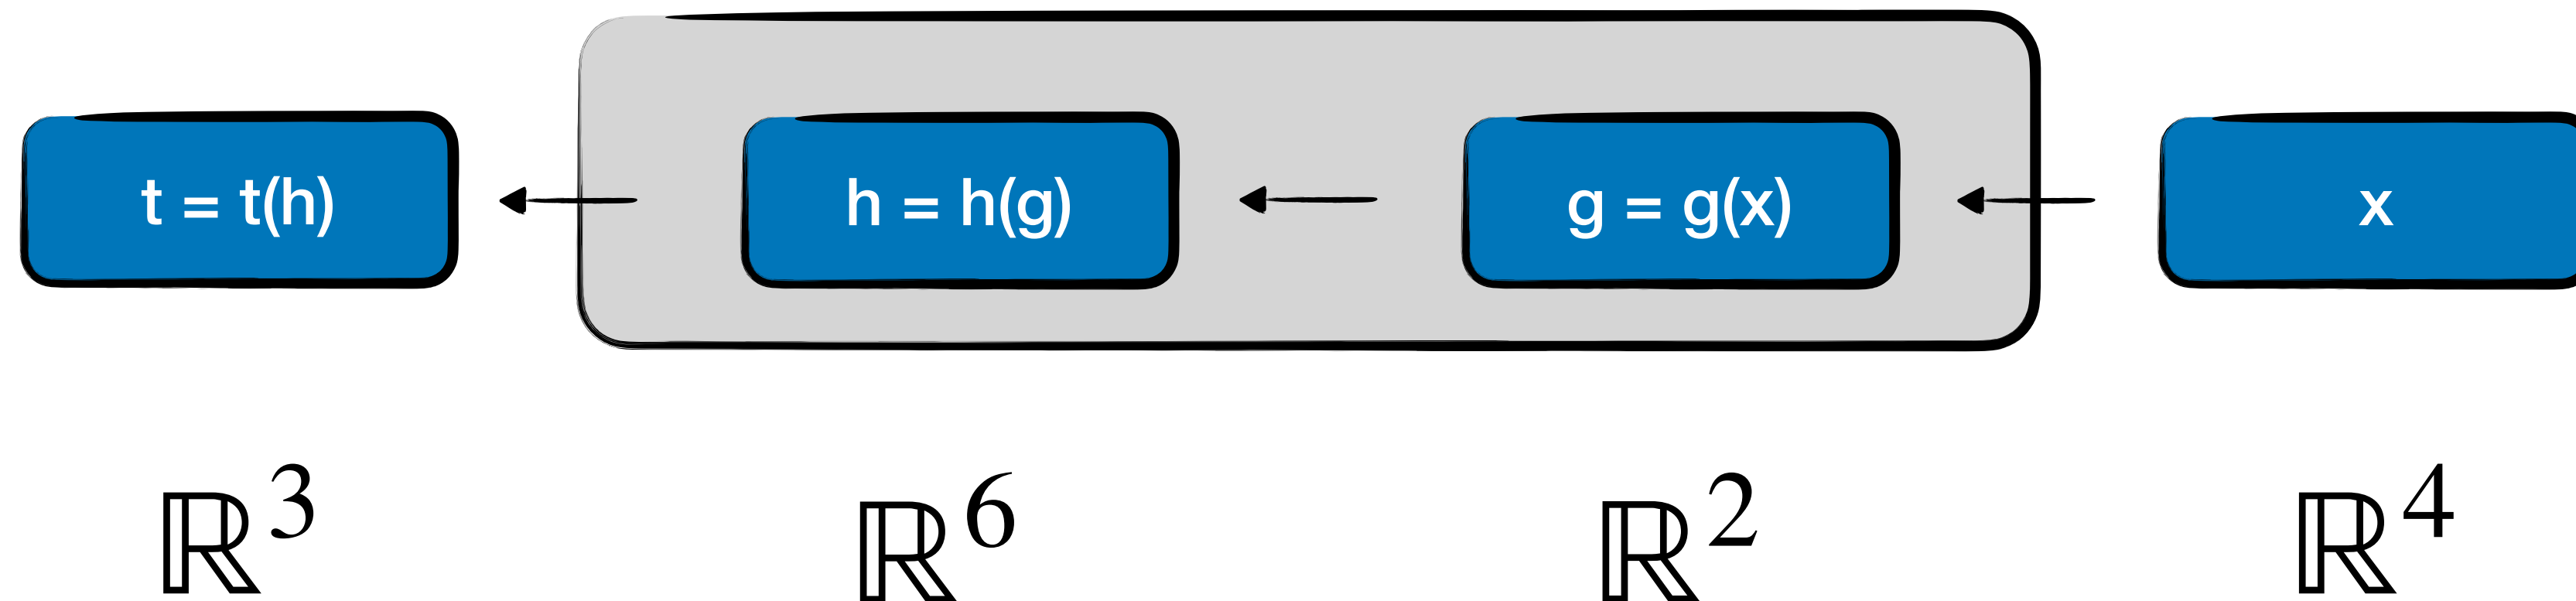 t = t(h) h = h(g) g = g(x) x
ℝ³ ℝ⁶ ℝ² ℝ⁴